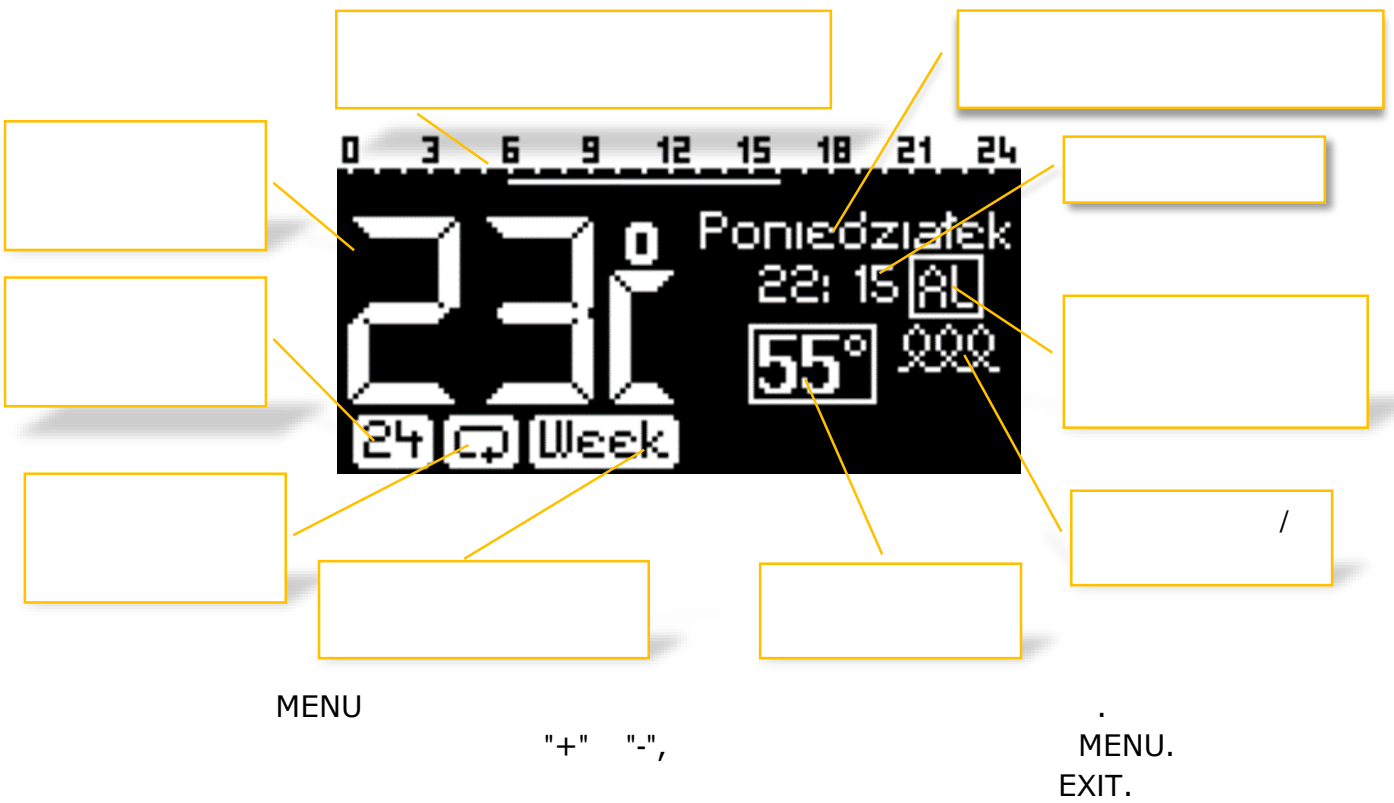 0 3 6 9 12 15 18 21 24
Poniedziałek
22: 15 AL
23°C
55°
24 Week
/
MENU .
"+" "-", MENU.
EXIT.